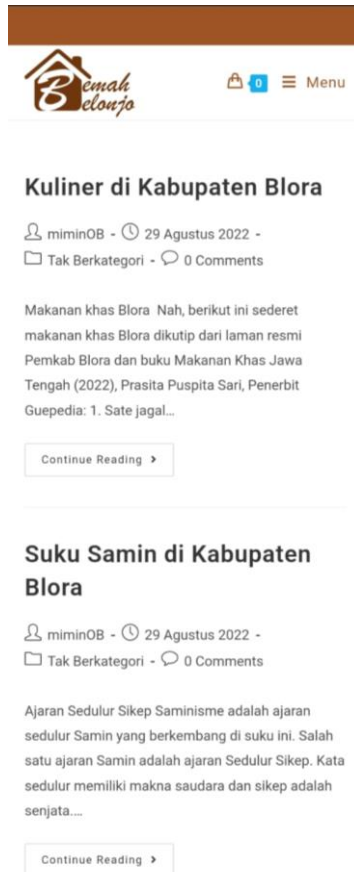 Bemah
Belonjo
0
Menu
Kuliner di Kabupaten Blora
miminOB - 29 Agustus 2022 -
Tak Berkategori - 0 Comments
Makanan khas Blora  Nah, berikut ini sederet
makanan khas Blora dikutip dari laman resmi
Pemkab Blora dan buku Makanan Khas Jawa
Tengah (2022), Prasita Puspita Sari, Penerbit
Guepedia: 1. Sate jagal...
Continue Reading >
Suku Samin di Kabupaten
Blora
miminOB - 29 Agustus 2022 -
Tak Berkategori - 0 Comments
Ajaran Sedulur Sikep Saminisme adalah ajaran
sedulur Samin yang berkembang di suku ini. Salah
satu ajaran Samin adalah ajaran Sedulur Sikep. Kata
sedulur memiliki makna saudara dan sikep adalah
senjata....
Continue Reading >